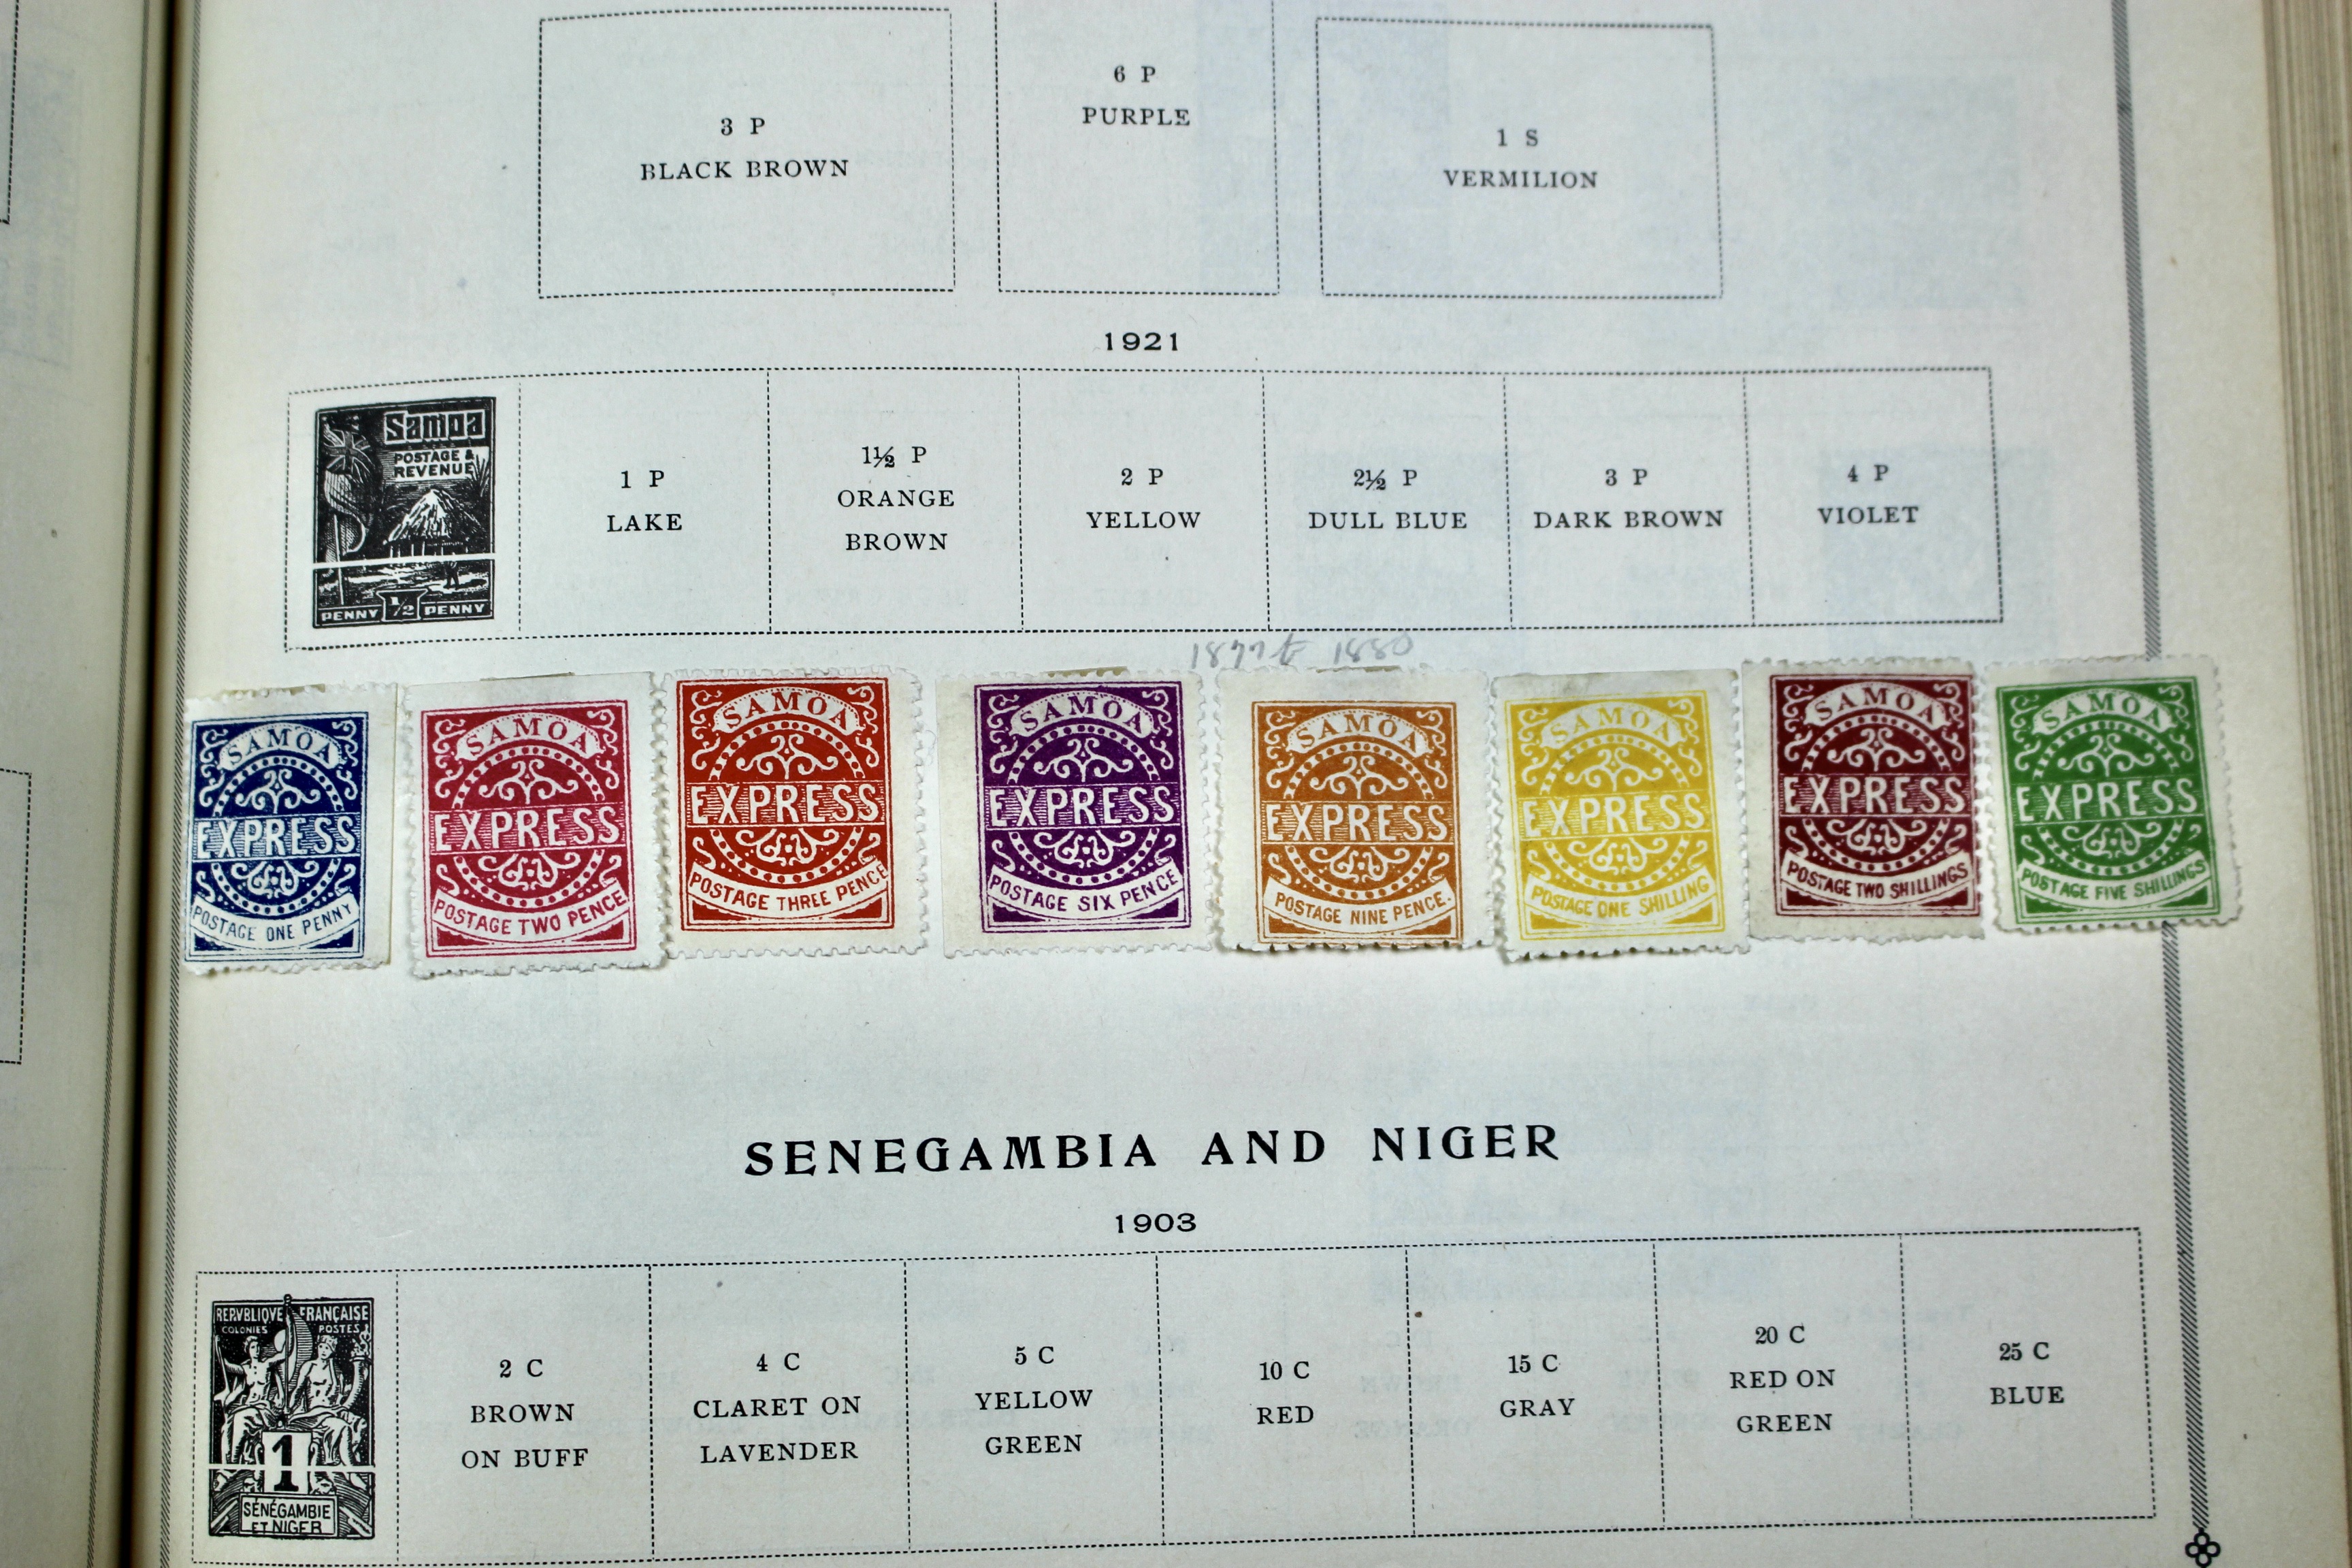 3 P
BLACK BROWN
6 P
PURPLE
1 S
VERMILION
1921
Samoa
POSTAGE &
REVENUE
PENNY 1/2 PENNY
1 P
LAKE
1½ P
ORANGE
BROWN
2 P
YELLOW
2½ P
DULL BLUE
3 P
DARK BROWN
4 P
VIOLET
1877 to 1880
SAMOA
EXPRESS
POSTAGE ONE PENNY
SAMOA
EXPRESS
POSTAGE TWO PENCE
SAMOA
EXPRESS
POSTAGE THREE PENCE
SAMOA
EXPRESS
POSTAGE SIX PENCE
SAMOA
EXPRESS
POSTAGE NINE PENCE.
SAMOA
EXPRESS
POSTAGE ONE SHILLING
SAMOA
EXPRESS
POSTAGE TWO SHILLINGS
SAMOA
EXPRESS
POSTAGE FIVE SHILLINGS
SENEGAMBIA AND NIGER
1903
REPVBLIQVE FRANÇAISE
COLONIES POSTES
1
SÉNÉGAMBIE
ET NIGER
2 C
BROWN
ON BUFF
4 C
CLARET ON
LAVENDER
5 C
YELLOW
GREEN
10 C
RED
15 C
GRAY
20 C
RED ON
GREEN
25 C
BLUE